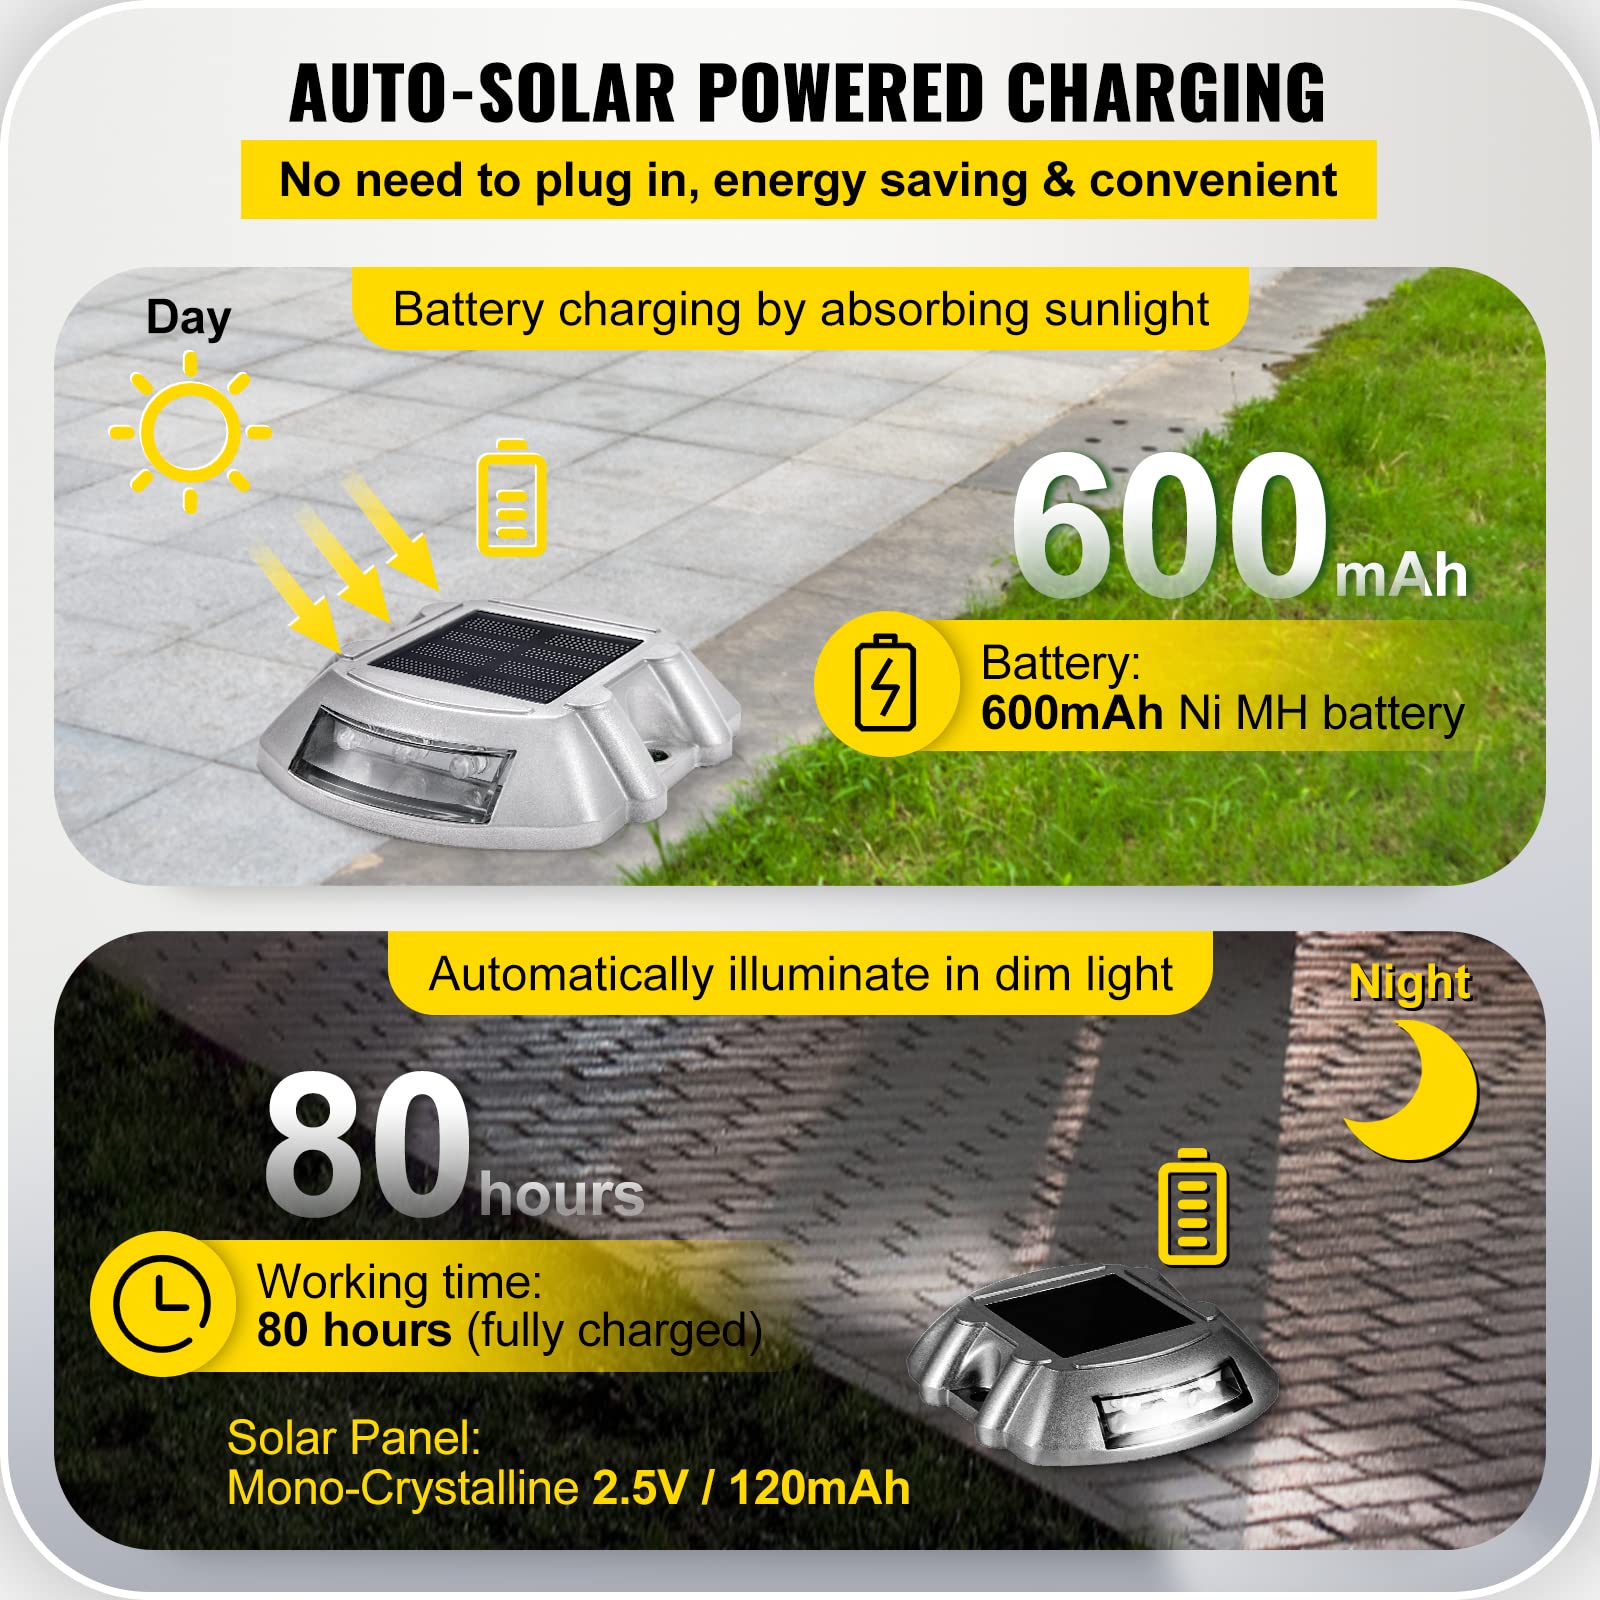 AUTO-SOLAR POWERED CHARGING
No need to plug in, energy saving & convenient
Battery charging by absorbing sunlight
Day
600mAh
Battery:
600mAh Ni MH battery
Automatically illuminate in dim light
Night
80hours
Working time:
80 hours (fully charged)
Solar Panel:
Mono-Crystalline 2.5V / 120mAh